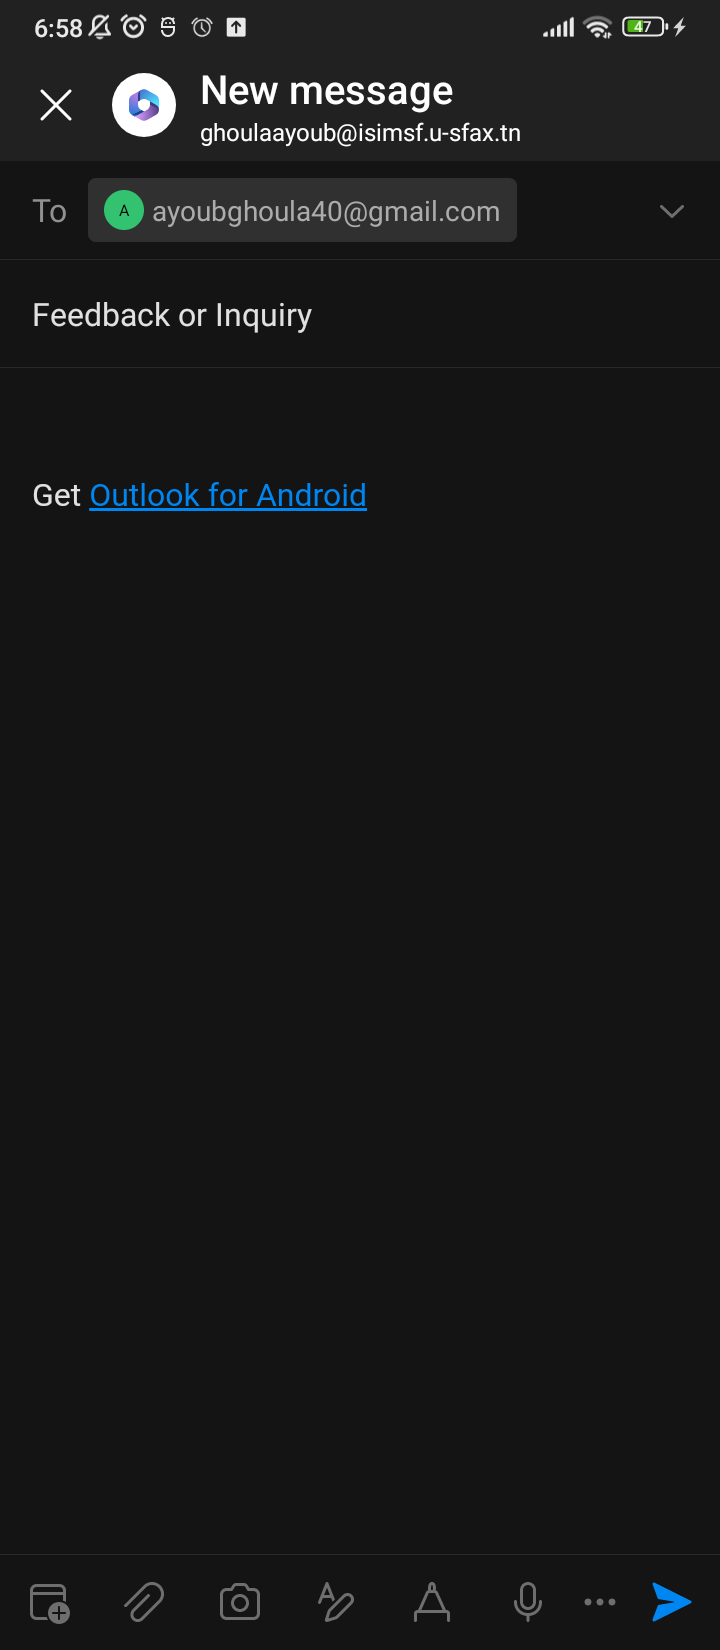 6:58
47
New message
ghoulaayoub@isimsf.u-sfax.tn
To A ayoubghoula40@gmail.com
Feedback or Inquiry
Get Outlook for Android